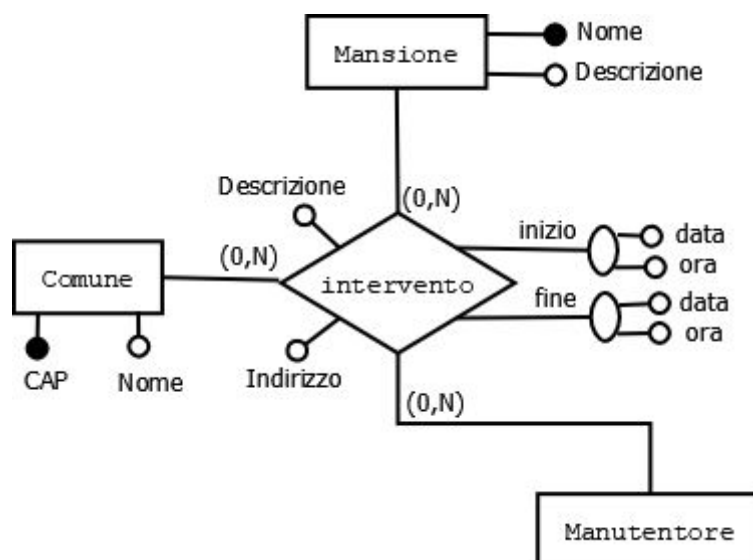 Mansione
Nome
Descrizione
Descrizione
(0,N)
inizio
data
ora
Comune
(0,N)
intervento
fine
data
ora
CAP
Nome
Indirizzo
(0,N)
Manutentore